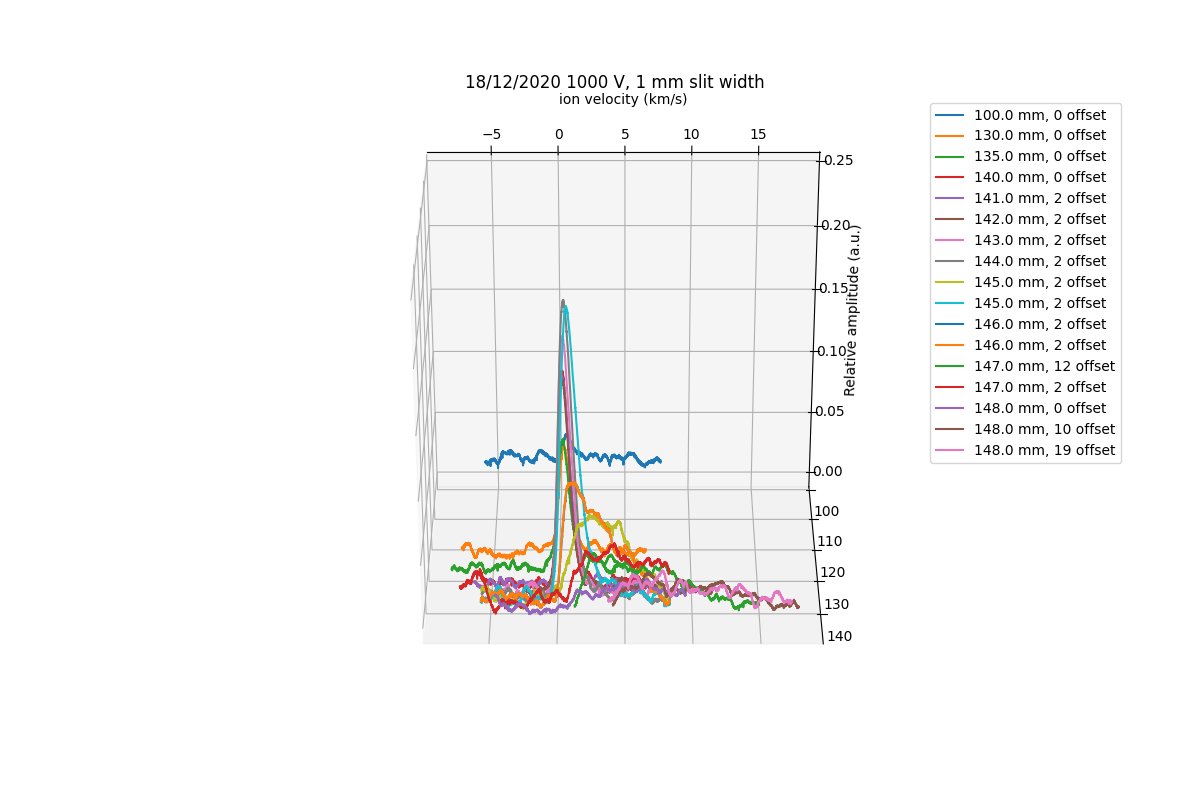 18/12/2020 1000 V, 1 mm slit width
ion velocity (km/s)
−5 0 5 10 15
0.25
0.20
0.15
0.10
0.05
0.00
Relative amplitude (a.u.)
100
110
120
130
140
100.0 mm, 0 offset
130.0 mm, 0 offset
135.0 mm, 0 offset
140.0 mm, 0 offset
141.0 mm, 2 offset
142.0 mm, 2 offset
143.0 mm, 2 offset
144.0 mm, 2 offset
145.0 mm, 2 offset
145.0 mm, 2 offset
146.0 mm, 2 offset
146.0 mm, 2 offset
147.0 mm, 12 offset
147.0 mm, 2 offset
148.0 mm, 0 offset
148.0 mm, 10 offset
148.0 mm, 19 offset